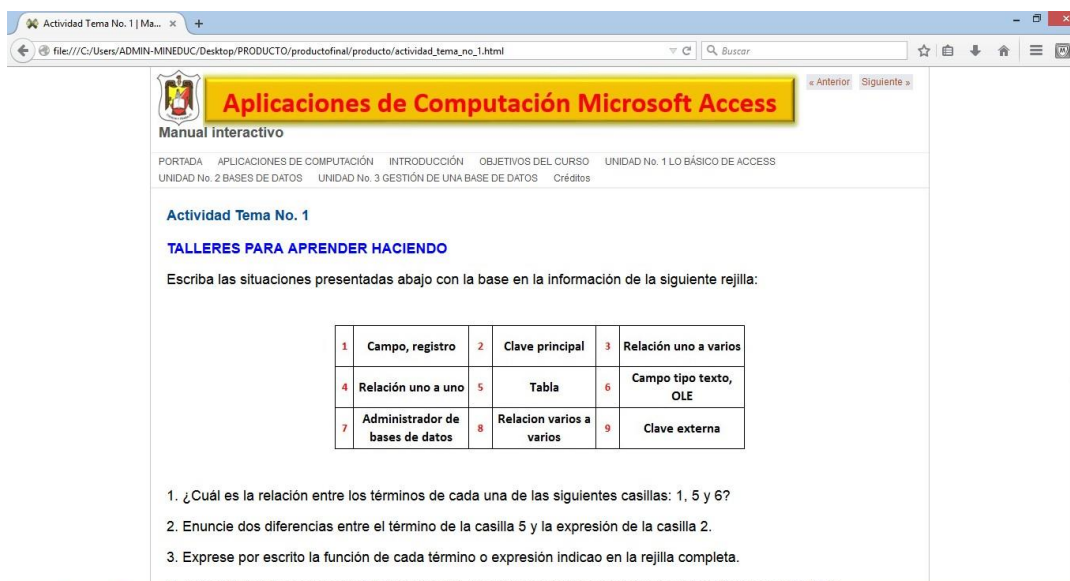 Actividad Tema No. 1 | Ma... × +
file:///C:/Users/ADMIN-MINEDUC/Desktop/PRODUCTO/productofinal/producto/actividad_tema_no_1.html
Buscar
« Anterior Siguiente »
Aplicaciones de Computación Microsoft Access
Manual interactivo
PORTADA APLICACIONES DE COMPUTACIÓN INTRODUCCIÓN OBJETIVOS DEL CURSO UNIDAD No. 1 LO BÁSICO DE ACCESS
UNIDAD No. 2 BASES DE DATOS UNIDAD No. 3 GESTIÓN DE UNA BASE DE DATOS Créditos
Actividad Tema No. 1
TALLERES PARA APRENDER HACIENDO
Escriba las situaciones presentadas abajo con la base en la información de la siguiente rejilla:
1 Campo, registro 2 Clave principal 3 Relación uno a varios
4 Relación uno a uno 5 Tabla 6 Campo tipo texto,
OLE
7 Administrador de
bases de datos
8 Relacion varios a
varios
9 Clave externa
1. ¿Cuál es la relación entre los términos de cada una de las siguientes casillas: 1, 5 y 6?
2. Enuncie dos diferencias entre el término de la casilla 5 y la expresión de la casilla 2.
3. Exprese por escrito la función de cada término o expresión indicao en la rejilla completa.